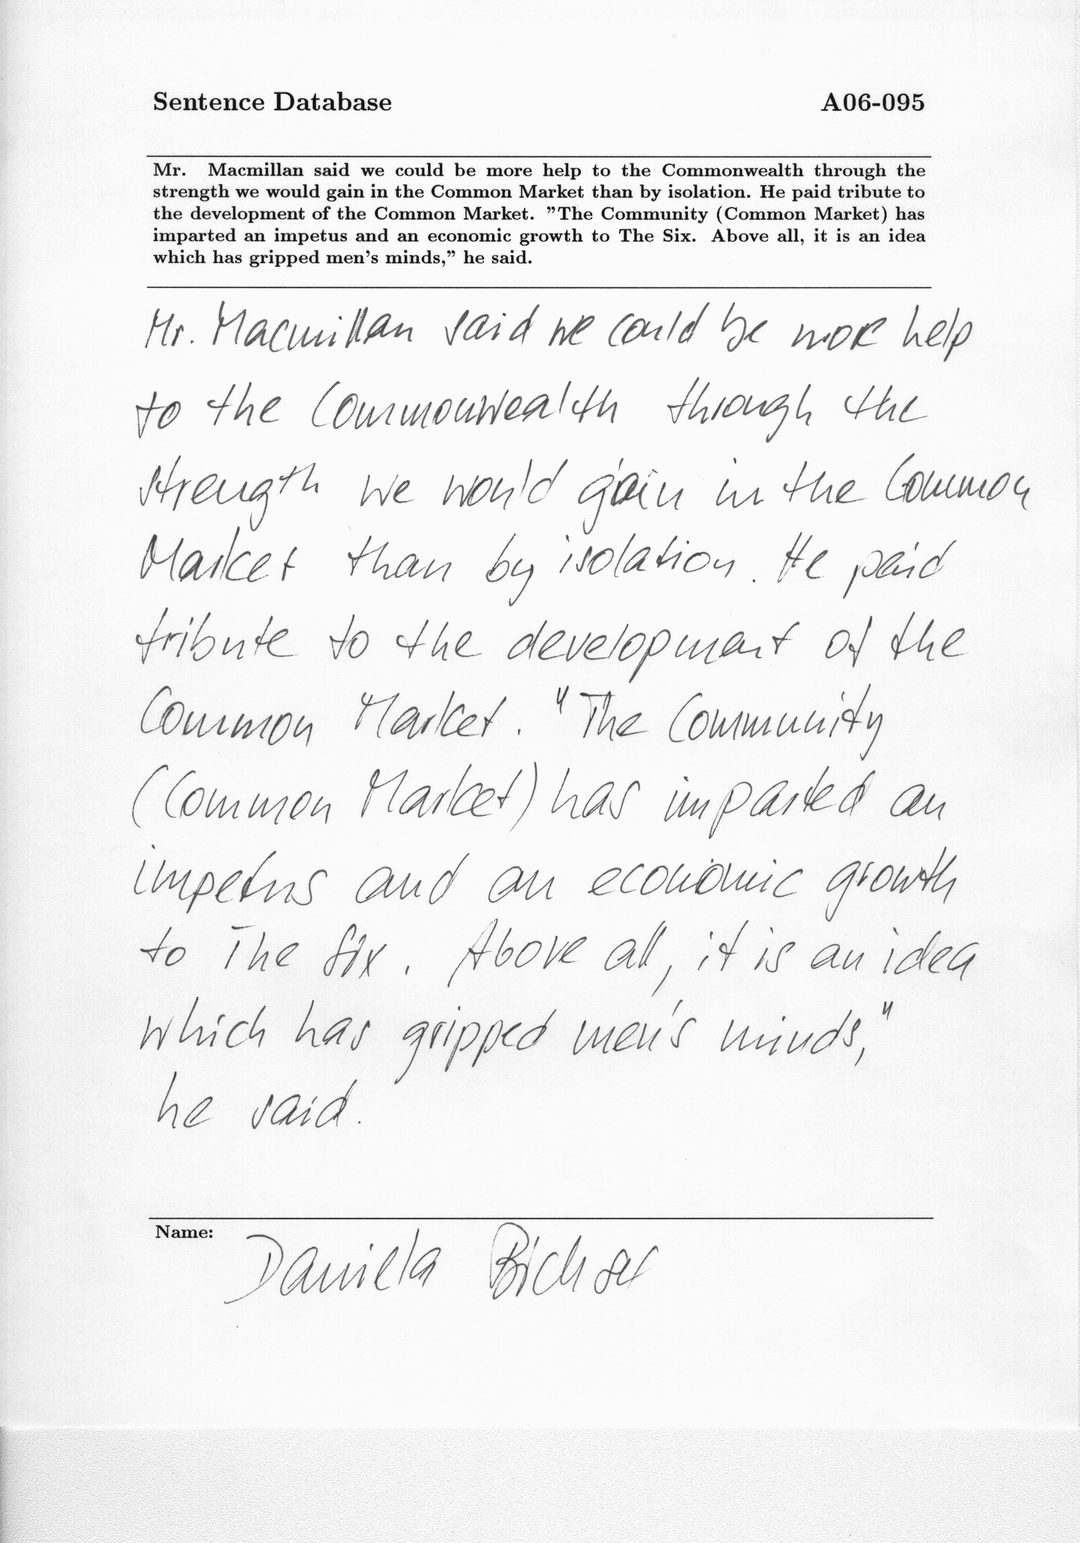 Sentence Database A06-095
Mr. Macmillan said we could be more help to the Commonwealth through the
strength we would gain in the Common Market than by isolation. He paid tribute to
the development of the Common Market. ”The Community (Common Market) has
imparted an impetus and an economic growth to The Six. Above all, it is an idea
which has gripped men’s minds,” he said.
Mr. Macmillan said we could be more help
to the Commonwealth through the
strength we would gain in the Common
Market than by isolation. He paid
tribute to the development of the
Common Market. "The Community
(Common Market) has imparted an
impetus and an economic growth
to The Six. Above all, it is an idea
which has gripped men's minds,"
he said.
Name: Daniela